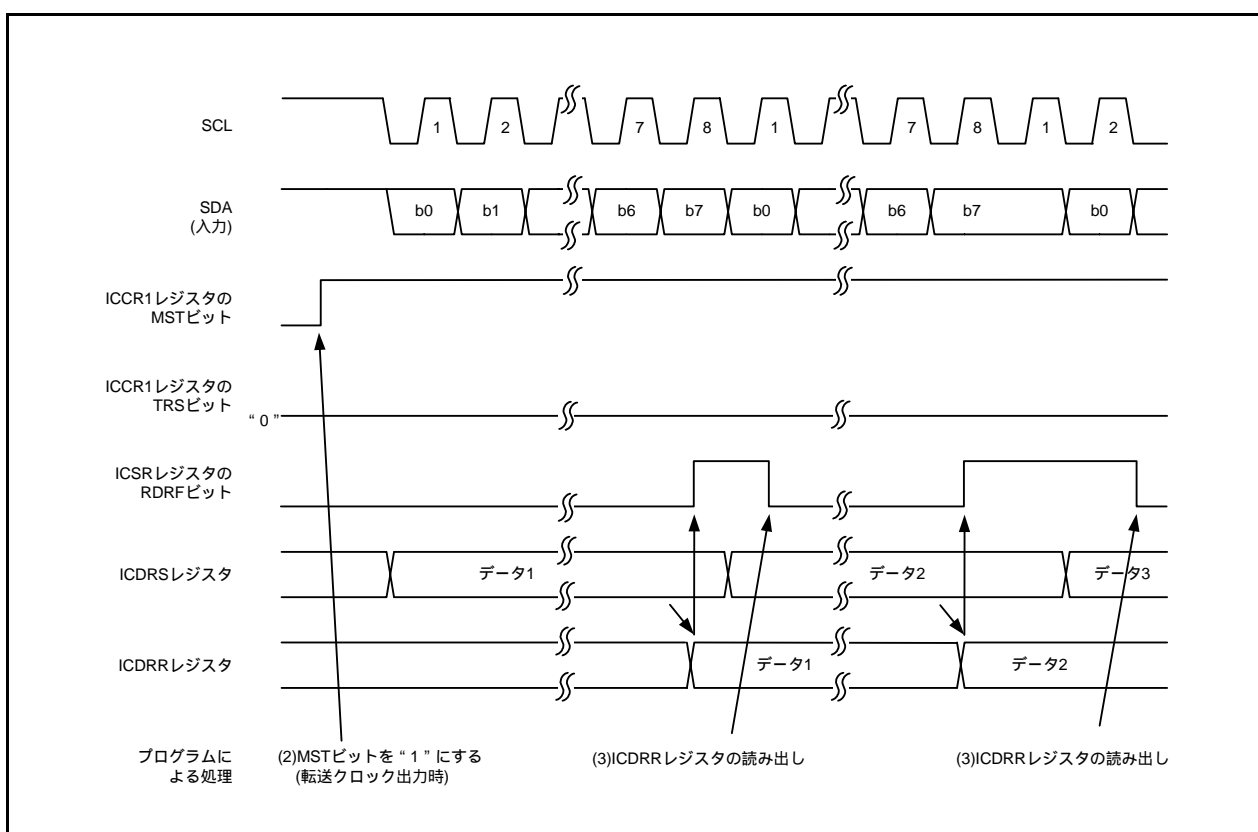 SCL
1 2 7 8 1 7 8 1 2
SDA
(入力)
b0 b1 b6 b7 b0 b6 b7 b0
ICCR1レジスタの
MSTビット
ICCR1レジスタの
TRSビット
“ 0 ”
ICSRレジスタの
RDRFビット
ICDRSレジスタ
データ1 データ2 データ3
ICDRRレジスタ
データ1 データ2
プログラムに
よる処理
(2)MSTビットを “ 1 ” にする
(転送クロック出力時)
(3)ICDRRレジスタの読み出し
(3)ICDRRレジスタの読み出し